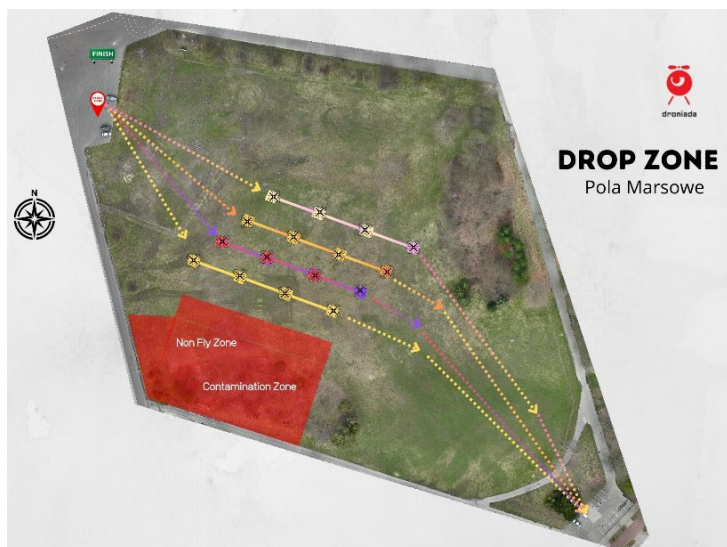 FINISH
droniada
DROP ZONE
Pola Marsowe
N
Non Fly Zone
Contamination Zone